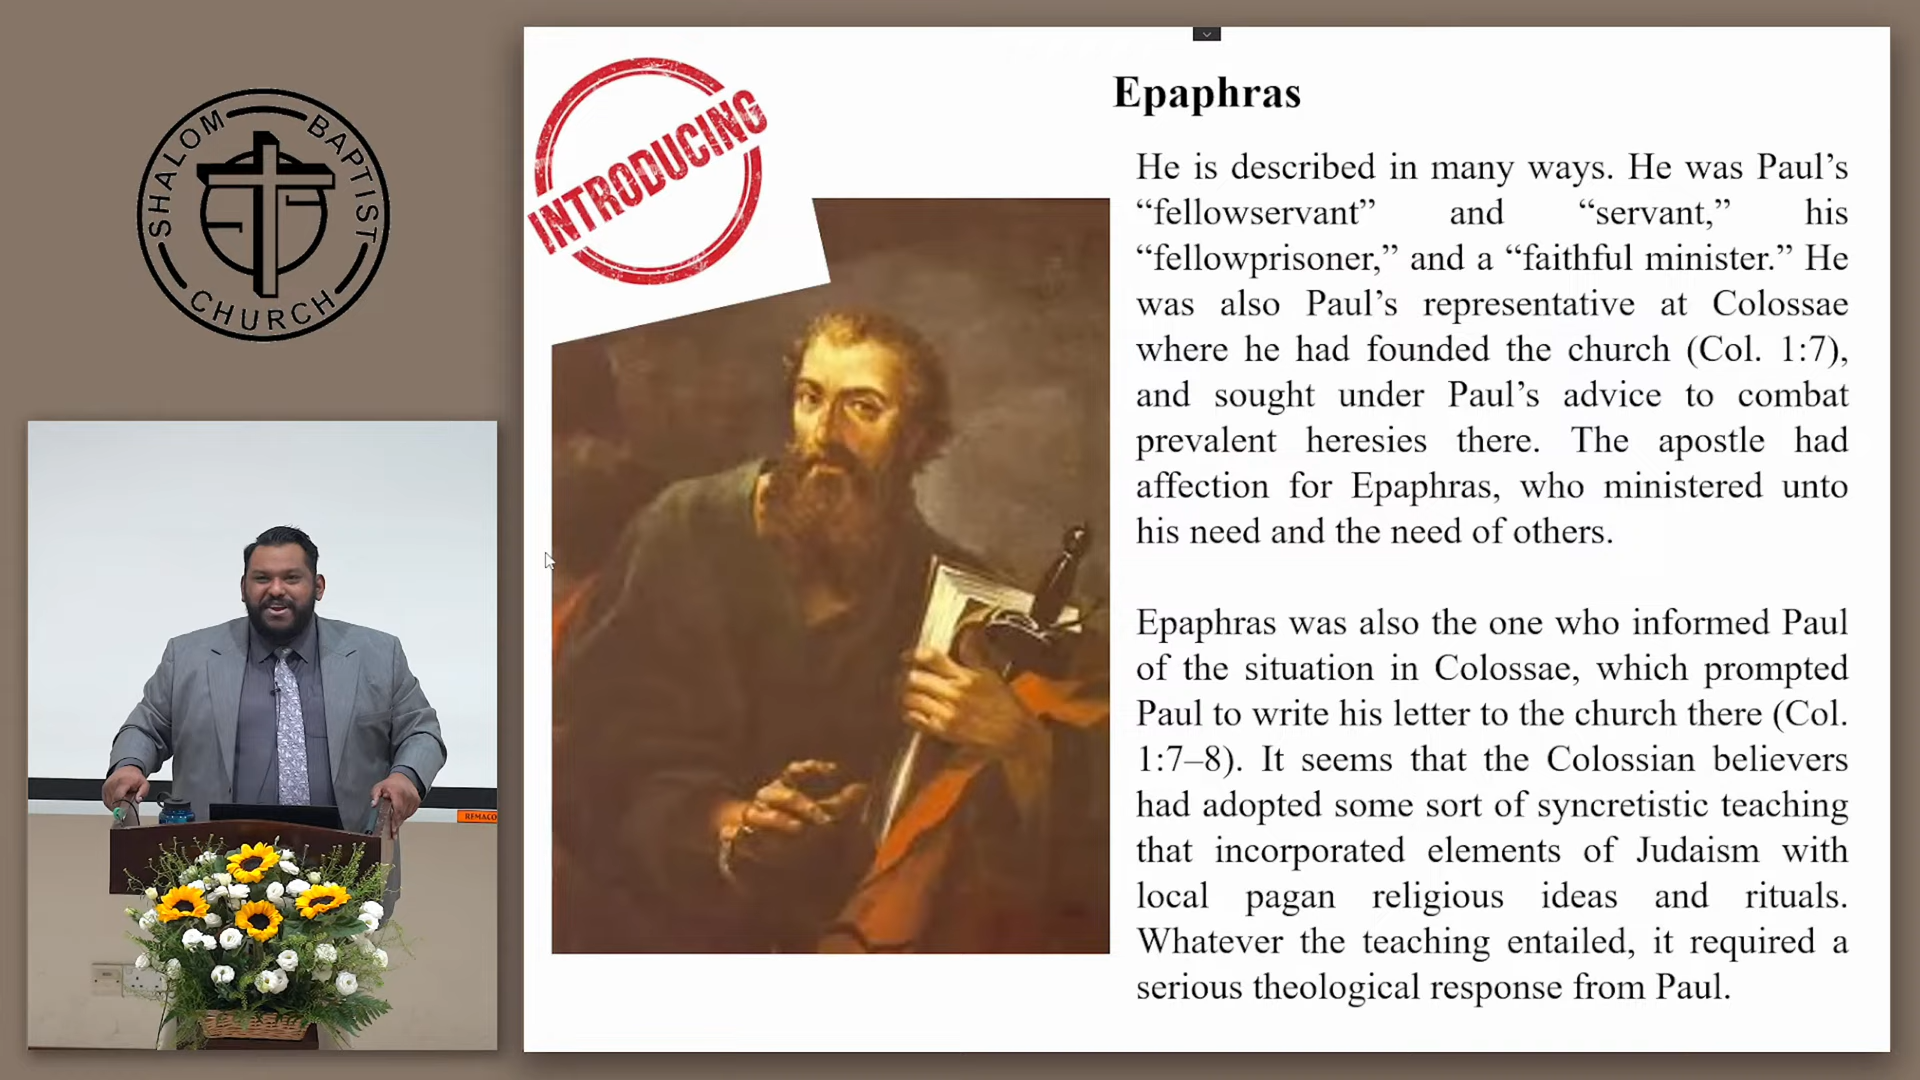 SHALOM BAPTIST CHURCH
INTRODUCING
Epaphras
He is described in many ways. He was Paul’s
“fellowservant” and “servant,” his
“fellowprisoner,” and a “faithful minister.” He
was also Paul’s representative at Colossae
where he had founded the church (Col. 1:7),
and sought under Paul’s advice to combat
prevalent heresies there. The apostle had
affection for Epaphras, who ministered unto
his need and the need of others.
Epaphras was also the one who informed Paul
of the situation in Colossae, which prompted
Paul to write his letter to the church there (Col.
1:7–8). It seems that the Colossian believers
had adopted some sort of syncretistic teaching
that incorporated elements of Judaism with
local pagan religious ideas and rituals.
Whatever the teaching entailed, it required a
serious theological response from Paul.
REMACO